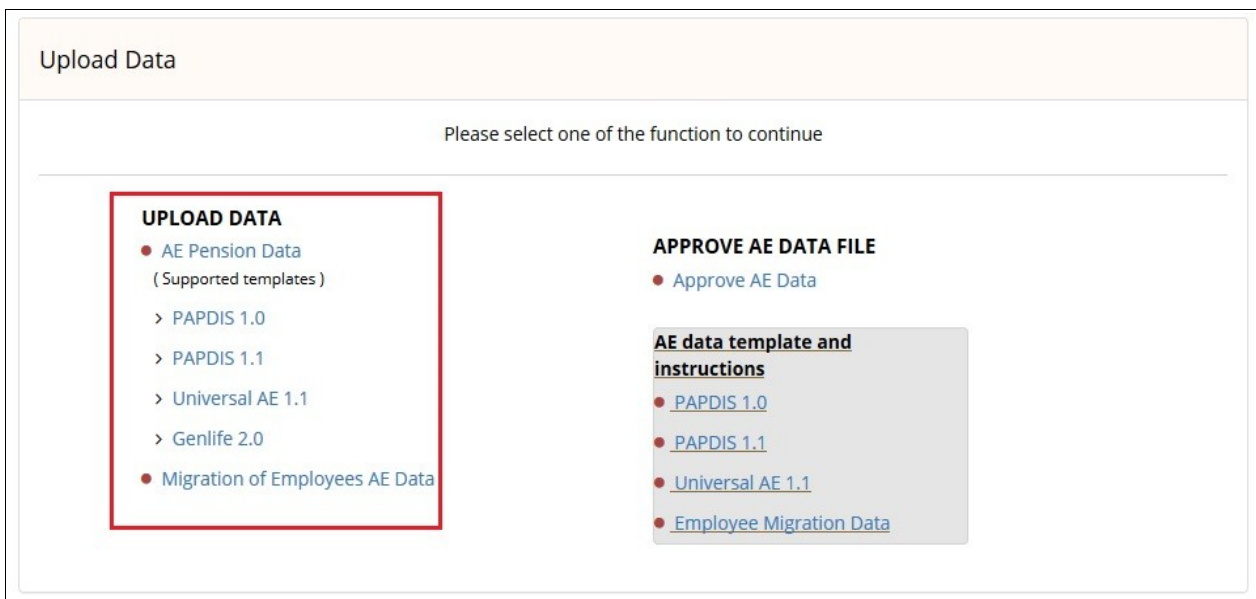 Upload Data
Please select one of the function to continue
UPLOAD DATA
AE Pension Data
( Supported templates )
> PAPDIS 1.0
> PAPDIS 1.1
> Universal AE 1.1
> Genlife 2.0
Migration of Employees AE Data
APPROVE AE DATA FILE
Approve AE Data
AE data template and
instructions
PAPDIS 1.0
PAPDIS 1.1
Universal AE 1.1
Employee Migration Data